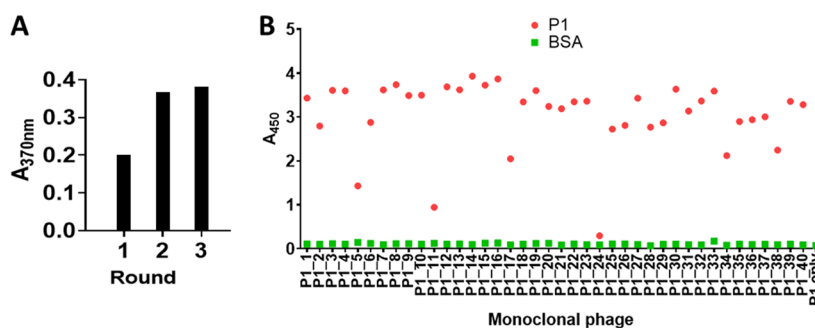 A
A370nm
0.4
0.3
0.2
0.1
0.0
1 2 3
Round
B
P1
BSA
A450
5
4
3
2
1
0
P1_1
P1_2
P1_3
P1_4
P1_5
P1_6
P1_7
P1_8
P1_9
P1_10
P1_11
P1_12
P1_13
P1_14
P1_15
P1_16
P1_17
P1_18
P1_19
P1_20
P1_21
P1_22
P1_23
P1_24
P1_25
P1_26
P1_27
P1_28
P1_29
P1_30
P1_31
P1_32
P1_33
P1_34
P1_35
P1_36
P1_37
P1_38
P1_39
P1_40
Monoclonal phage